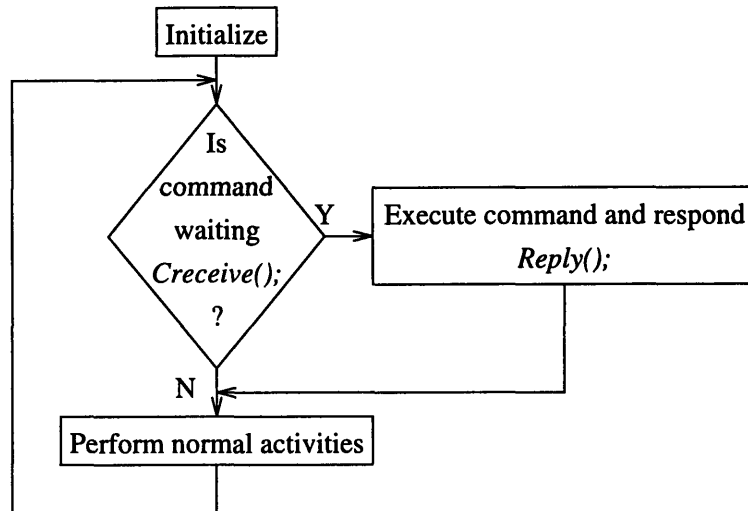 Initialize
Is
command
waiting
Creceive();
?
Y
Execute command and respond
Reply();
N
Perform normal activities